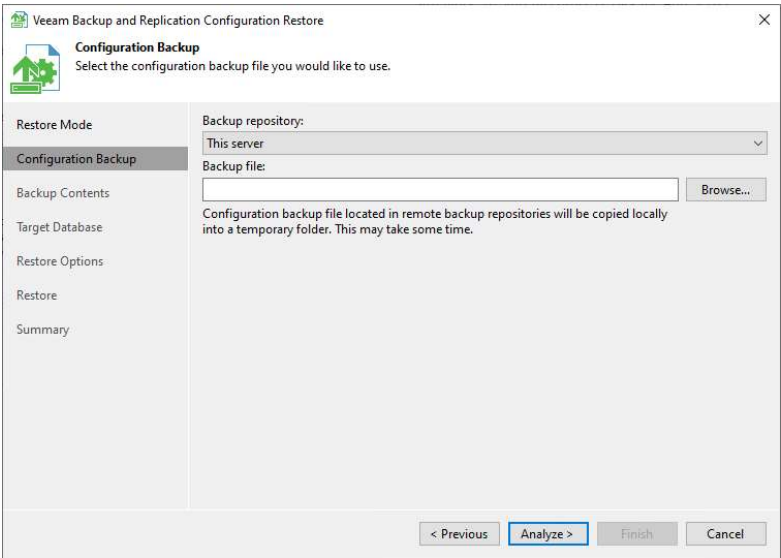 Veeam Backup and Replication Configuration Restore
Configuration Backup
Select the configuration backup file you would like to use.
Restore Mode
Configuration Backup
Backup Contents
Target Database
Restore Options
Restore
Summary
Backup repository:
This server
Backup file:
Browse...
Configuration backup file located in remote backup repositories will be copied locally
into a temporary folder. This may take some time.
< Previous
Analyze >
Finish
Cancel